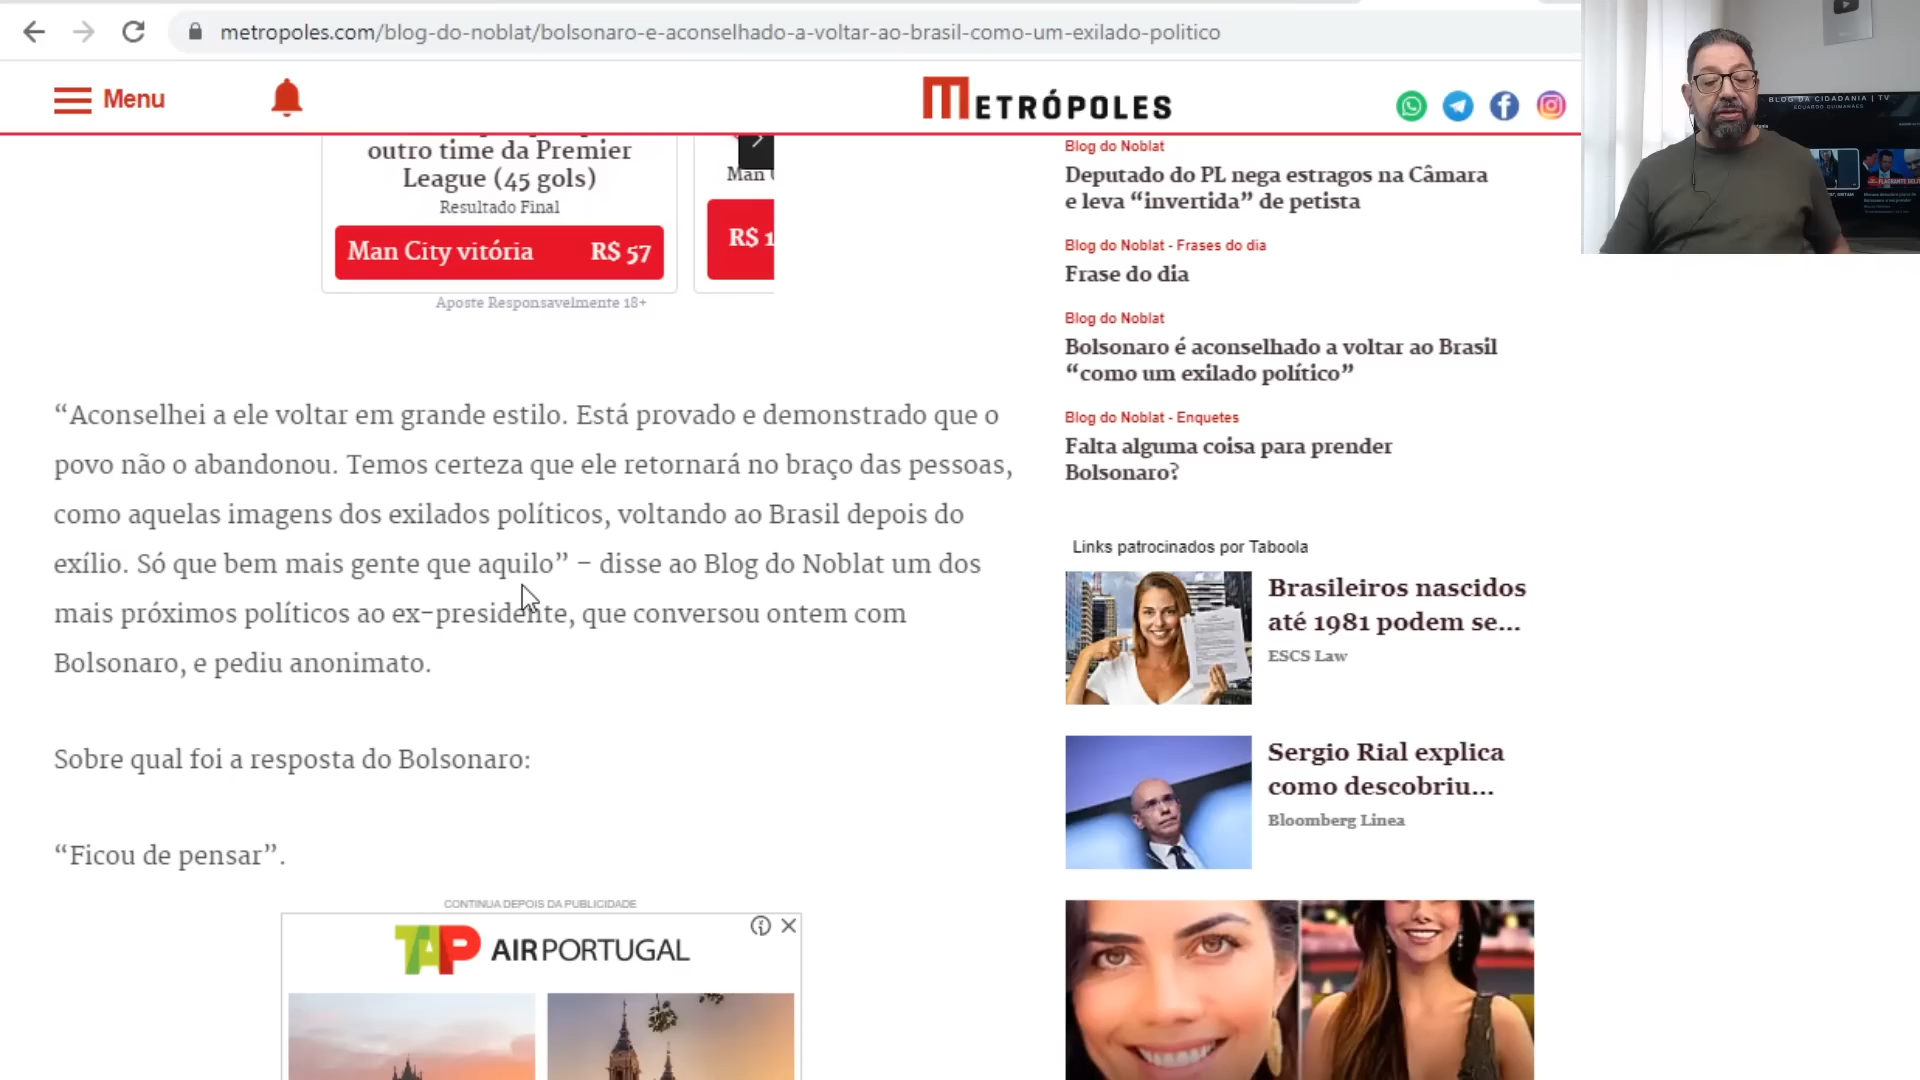 metropoles.com/blog-do-noblat/bolsonaro-e-aconselhado-a-voltar-ao-brasil-como-um-exilado-politico
Menu
METRÓPOLES
outro time da Premier
League (45 gols)
Resultado Final
Man City vitória R$ 57
Man
R$ 1
Aposte Responsavelmente 18+
“Aconselhei a ele voltar em grande estilo. Está provado e demonstrado que o
povo não o abandonou. Temos certeza que ele retornará no braço das pessoas,
como aquelas imagens dos exilados políticos, voltando ao Brasil depois do
exílio. Só que bem mais gente que aquilo” – disse ao Blog do Noblat um dos
mais próximos políticos ao ex-presidente, que conversou ontem com
Bolsonaro, e pediu anonimato.
Sobre qual foi a resposta do Bolsonaro:
“Ficou de pensar”.
CONTINUA DEPOIS DA PUBLICIDADE
TAP AIR PORTUGAL
Blog do Noblat
Deputado do PL nega estragos na Câmara
e leva “invertida” de petista
Blog do Noblat - Frases do dia
Frase do dia
Blog do Noblat
Bolsonaro é aconselhado a voltar ao Brasil
“como um exilado político”
Blog do Noblat - Enquetes
Falta alguma coisa para prender
Bolsonaro?
Links patrocinados por Taboola
Brasileiros nascidos
até 1981 podem se...
ESCS Law
Sergio Rial explica
como descobriu...
Bloomberg Linea
BLOG DA CIDADANIA | TV
EDUARDO GUIMARÃES